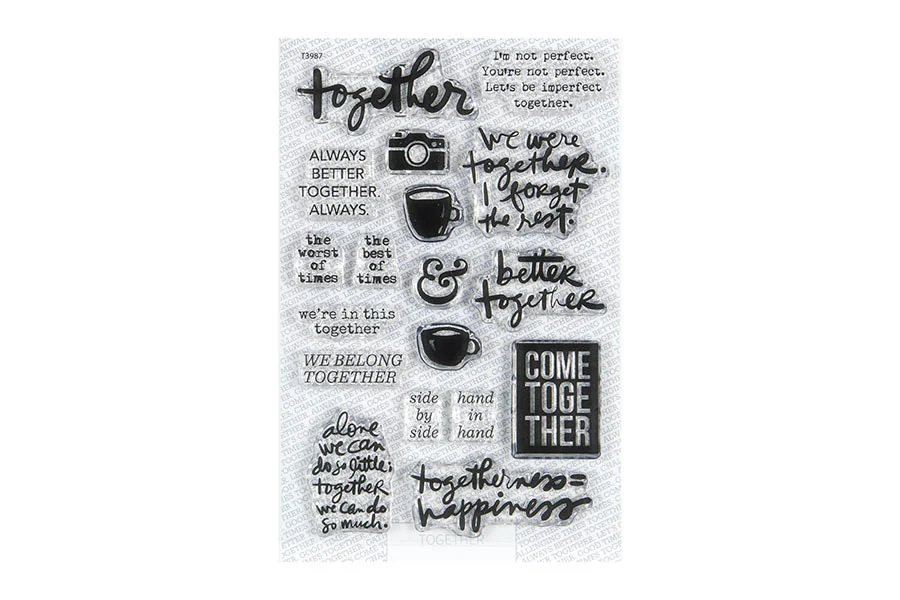 T3987
together
I'm not perfect.
You're not perfect.
Let's be imperfect
together.
ALWAYS
BETTER
TOGETHER.
ALWAYS.
we were
together.
I forget
the rest.
the
worst
of
times
the
best
of
times
&
better
together
we're in this
together
WE BELONG
TOGETHER
COME
TOGE
THER
side
by
side
hand
in
hand
alone
we can
do so little;
together
we can do
so much.
togetherness=
happiness
TOGETHER